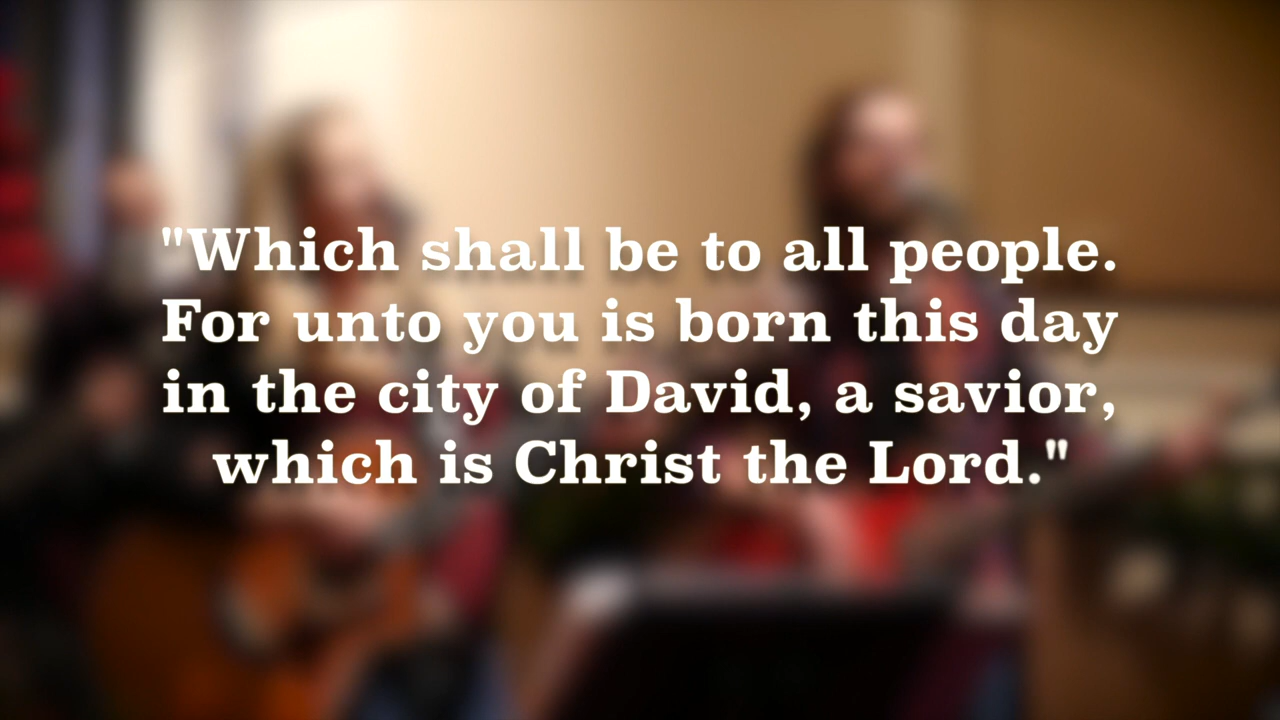 "Which shall be to all people.
For unto you is born this day
in the city of David, a savior,
which is Christ the Lord."